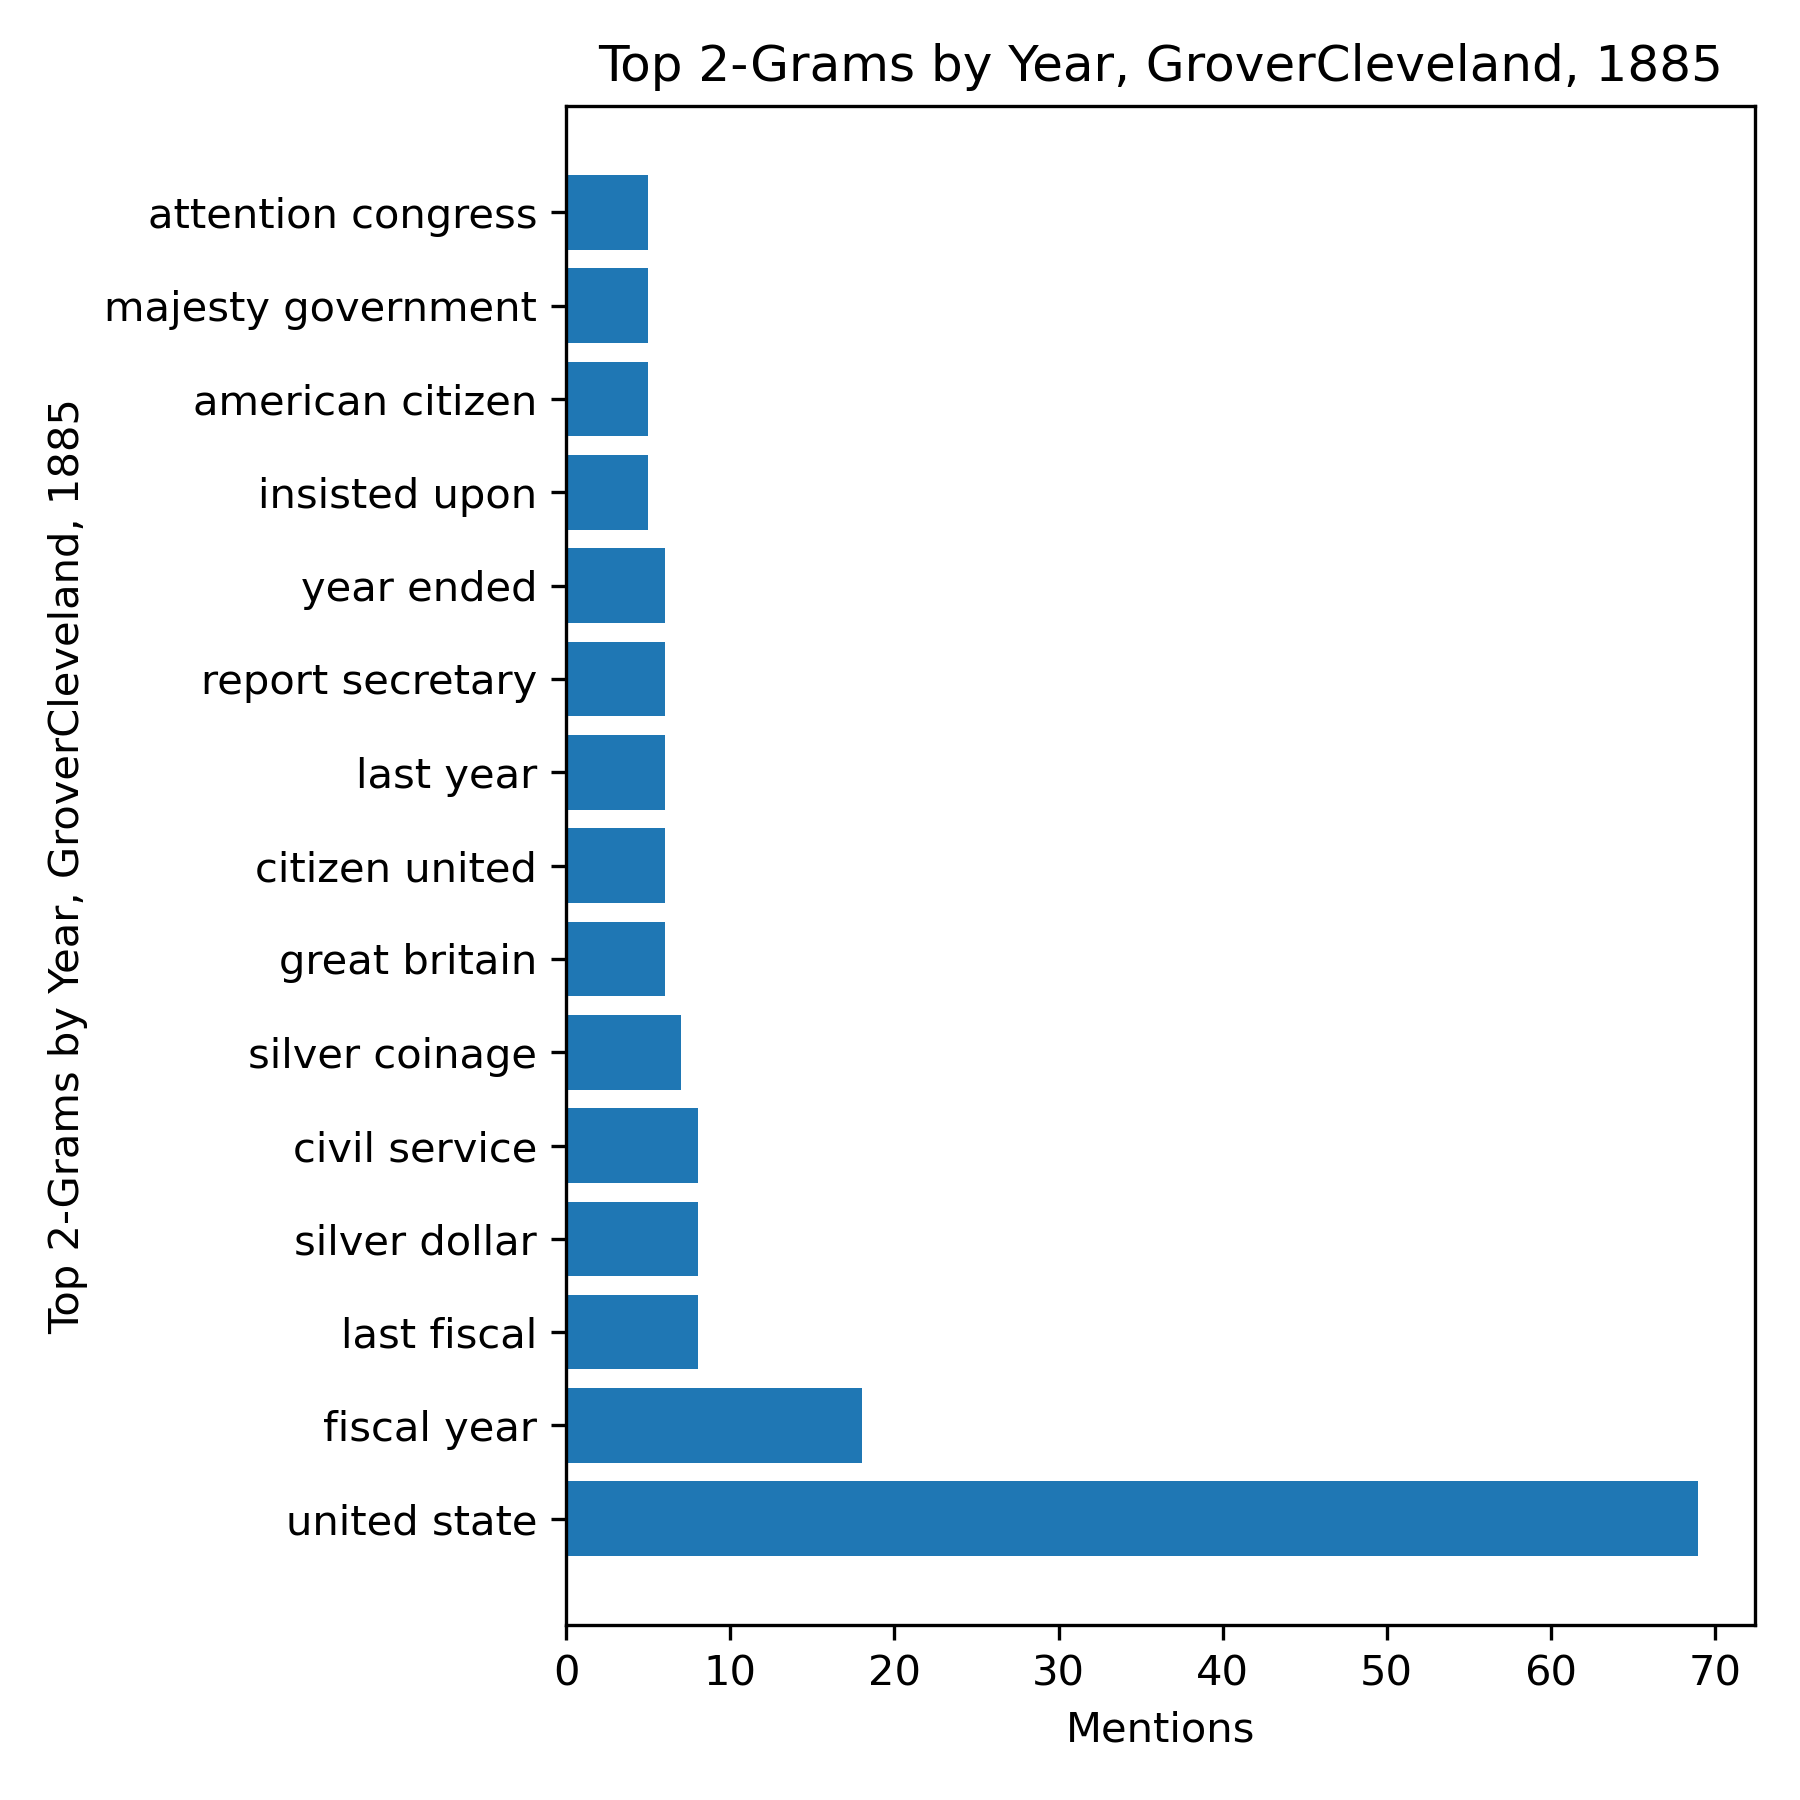 Top 2-Grams by Year, GroverCleveland, 1885
Top 2-Grams by Year, GroverCleveland, 1885
attention congress
majesty government
american citizen
insisted upon
year ended
report secretary
last year
citizen united
great britain
silver coinage
civil service
silver dollar
last fiscal
fiscal year
united state
0 10 20 30 40 50 60 70
Mentions